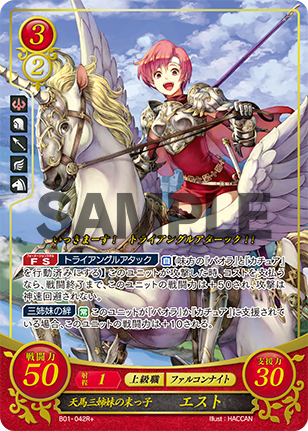 3
2
SAMPLE
いっきまーす！ トライアングルアターック！！
FS トライアングルアタック 自 [味方の『パオラ』と『カチュア』
を行動済みにする] このユニットが攻撃した時、コストを支払う
なら、戦闘終了まで、このユニットの戦闘力は+50され、攻撃は
神速回避されない。
三姉妹の絆 常 このユニットが『パオラ』か『カチュア』に支援されて
いる場合、このユニットの戦闘力は+10される。
戦闘力
50
射程 1
上級職
ファルコンナイト
支援力
30
天馬三姉妹の末っ子 エスト
B01-042R+
Illust : HACCAN